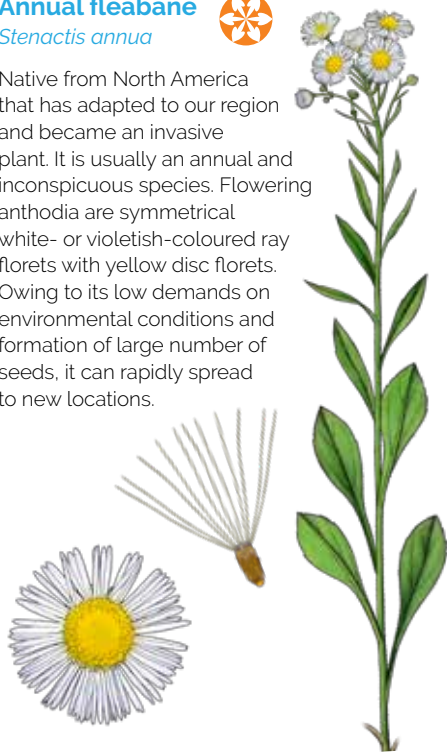 Annual fleabane
Stenactis annua
Native from North America
that has adapted to our region
and became an invasive
plant. It is usually an annual and
inconspicuous species. Flowering
anthodia are symmetrical
white- or violetish-coloured ray
florets with yellow disc florets.
Owing to its low demands on
environmental conditions and
formation of large number of
seeds, it can rapidly spread
to new locations.